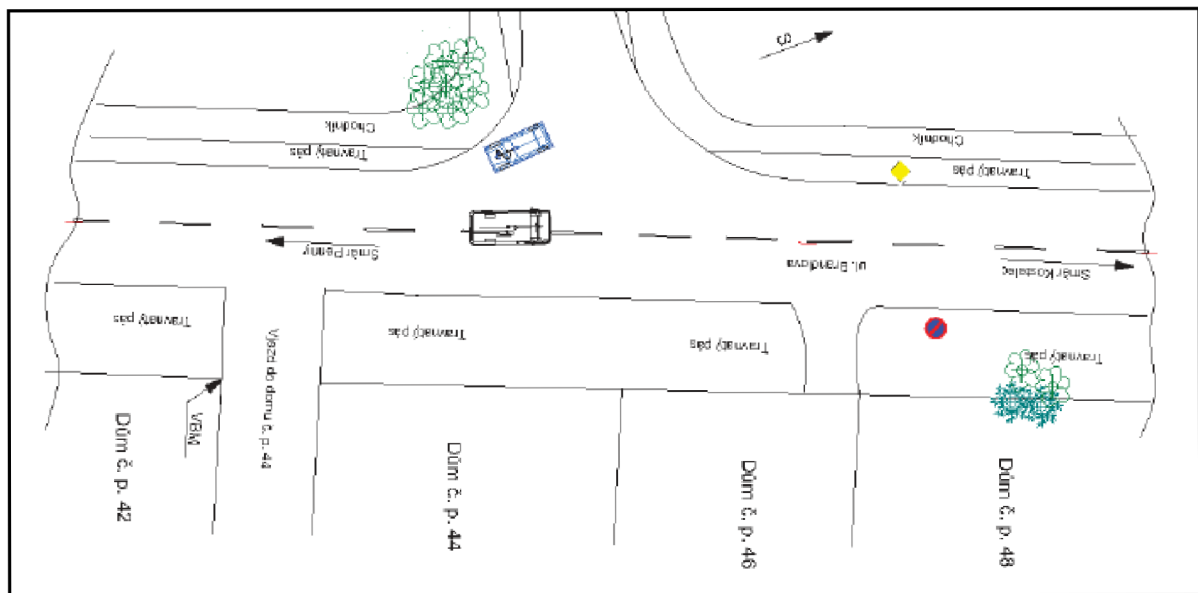 S
Chodník
Travnatý pás
Chodník
Travnatý pás
Směr Penny
ul. Brandlova
Směr Kostelec
Travnatý pás
Travnatý pás
Travnatý pás
Travnatý pás
Vjezd do domu č. p. 44
VBM
Dům č. p. 42
Dům č. p. 44
Dům č. p. 46
Dům č. p. 48